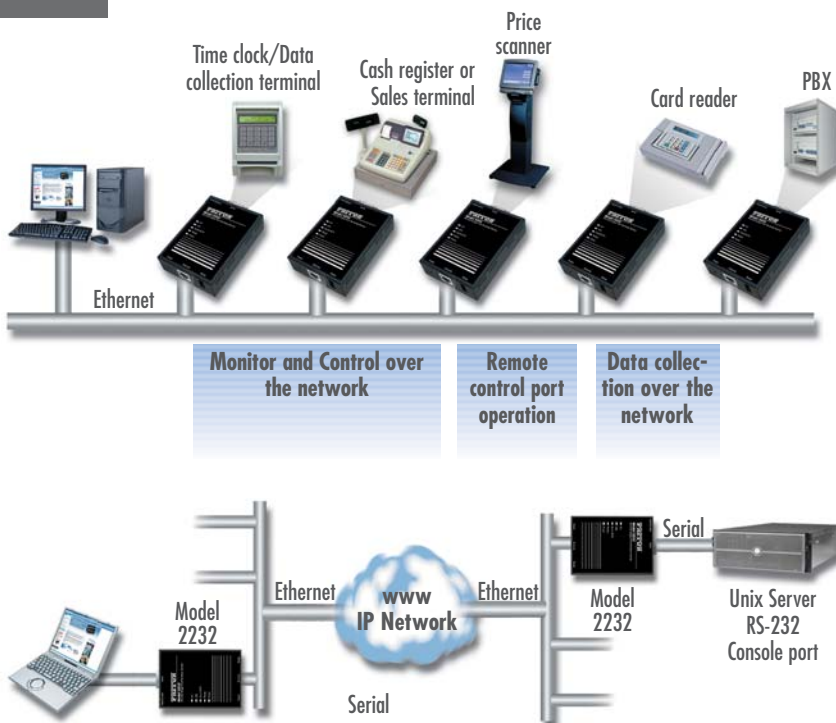 Price
scanner
Time clock/Data
collection terminal
Cash register or
Sales terminal
Card reader
PBX
Ethernet
Monitor and Control over
the network
Remote
control port
operation
Data collec-
tion over the
network
Serial
Ethernet
www
IP Network
Ethernet
Model
2232
Model
2232
Unix Server
RS-232
Console port
Serial